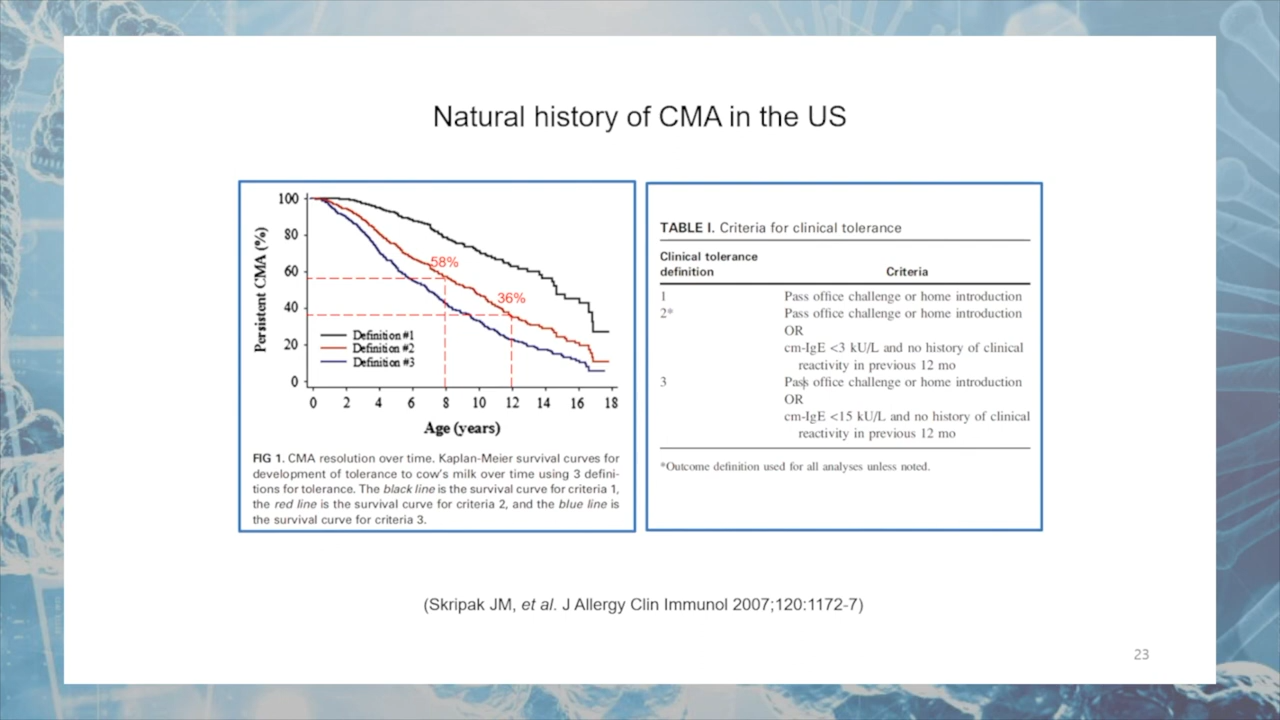 Natural history of CMA in the US
100
80
60
40
20
0
Persistent CMA (%)
58%
36%
Definition #1
Definition #2
Definition #3
0 2 4 6 8 10 12 14 16 18
Age (years)
FIG 1. CMA resolution over time. Kaplan-Meier survival curves for
development of tolerance to cow's milk over time using 3 defini-
tions for tolerance. The black line is the survival curve for criteria 1,
the red line is the survival curve for criteria 2, and the blue line is
the survival curve for criteria 3.
TABLE I. Criteria for clinical tolerance
Clinical tolerance
definition Criteria
1 Pass office challenge or home introduction
2* Pass office challenge or home introduction
OR
cm-IgE <3 kU/L and no history of clinical
reactivity in previous 12 mo
3 Pass office challenge or home introduction
OR
cm-IgE <15 kU/L and no history of clinical
reactivity in previous 12 mo
*Outcome definition used for all analyses unless noted.
(Skripak JM, et al. J Allergy Clin Immunol 2007;120:1172-7)
23